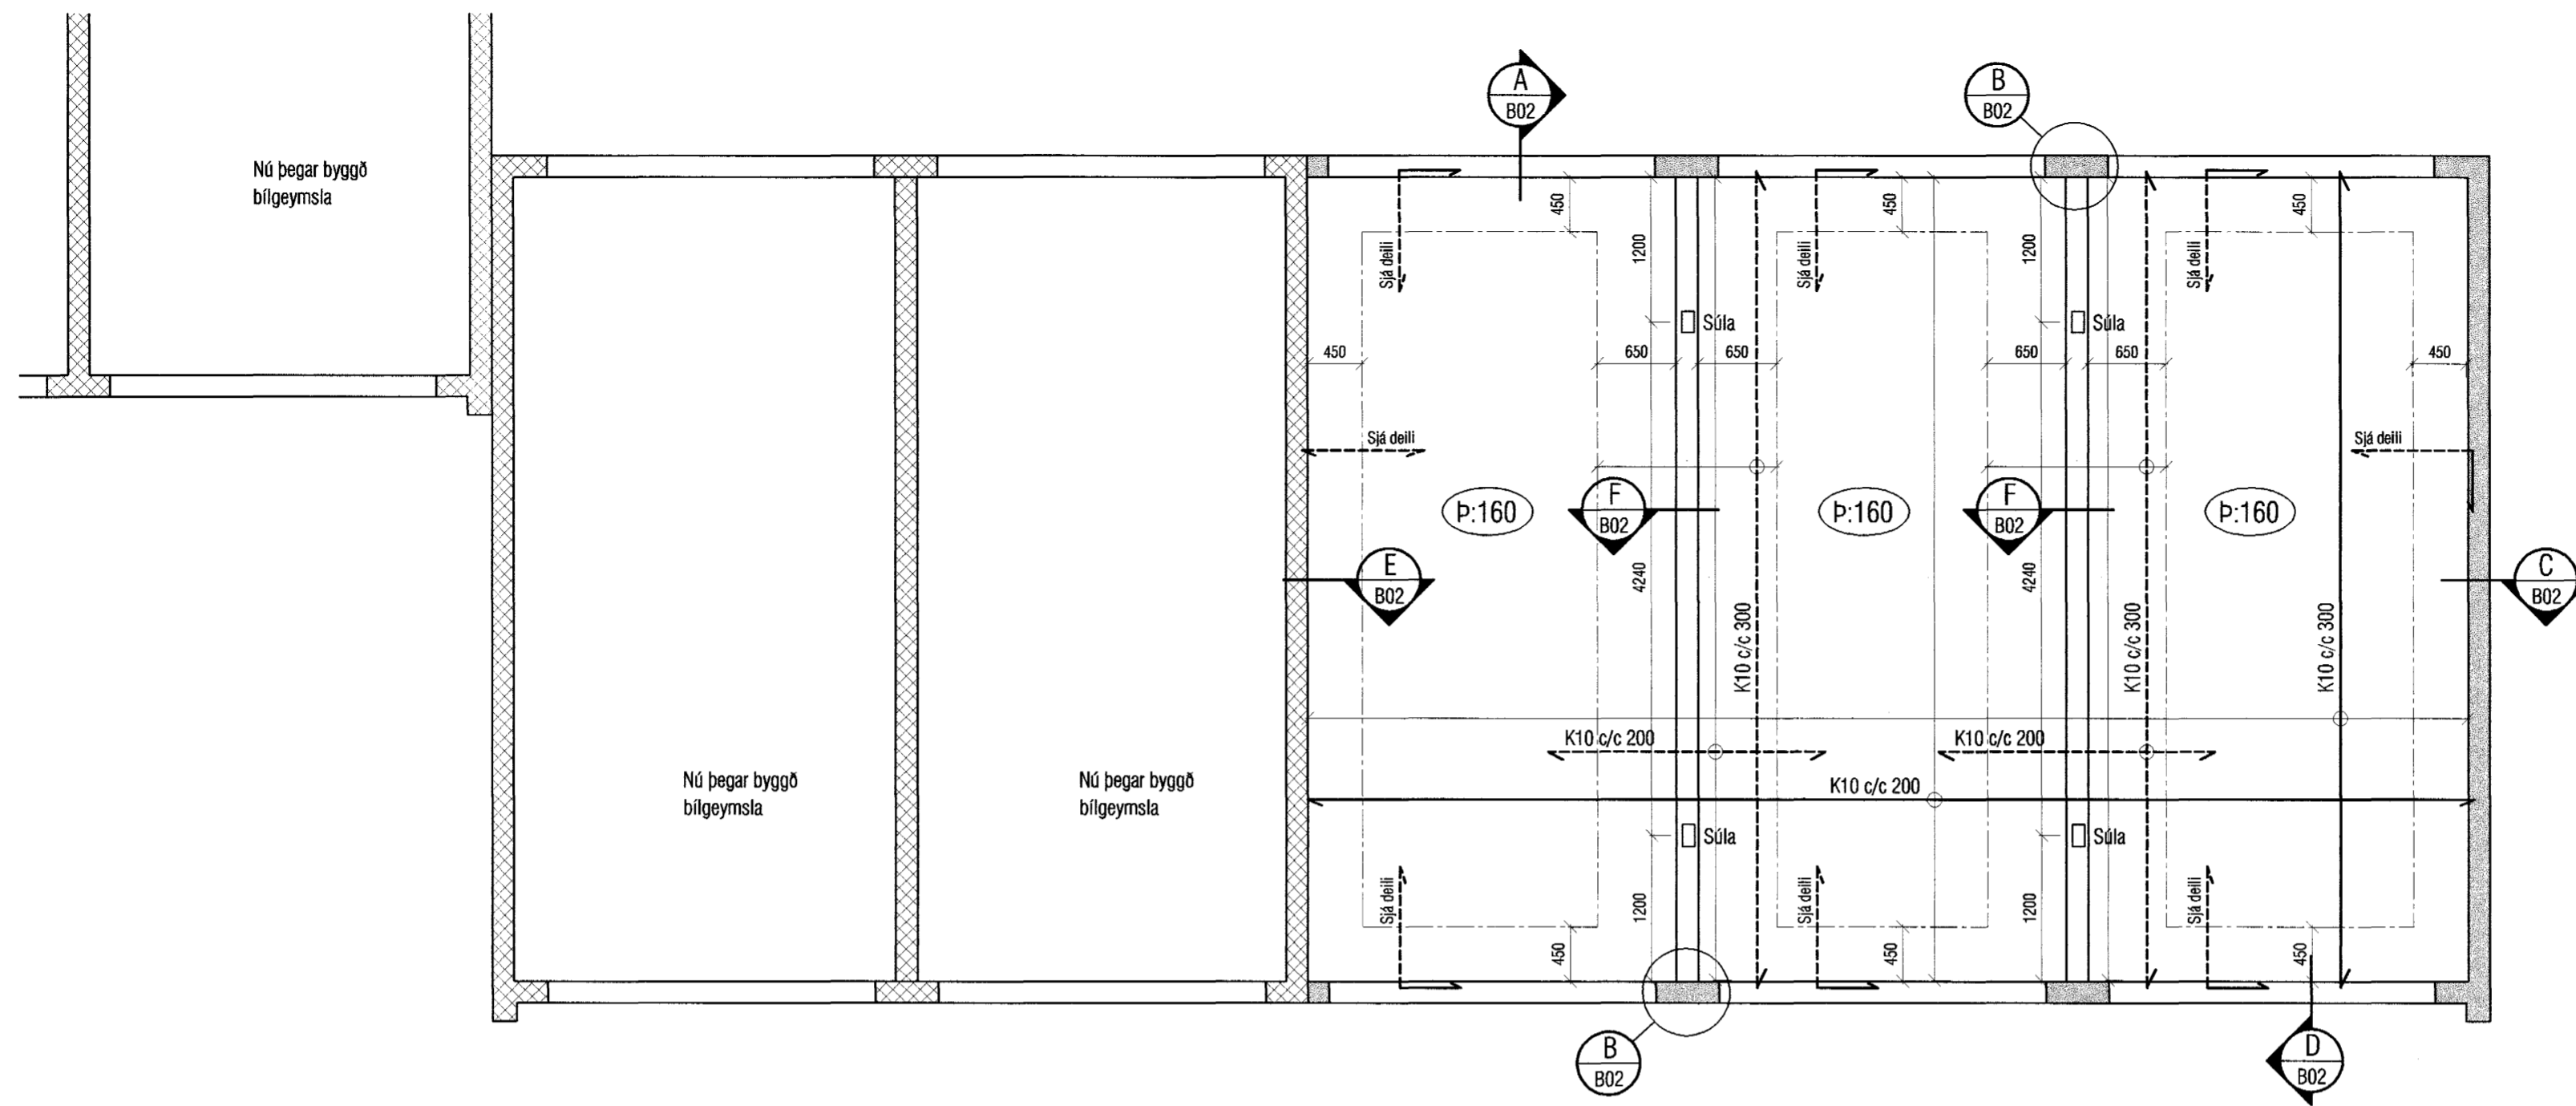 A
B02
B
B02
Nú þegar byggð
bílgeymsla
450
450
450
1200
1200
Sjá deili
Sjá deili
Sjá deili
Súla
Súla
450
650
650
650
650
450
Sjá deili
Sjá deili
Þ:160
F
B02
Þ:160
F
B02
Þ:160
E
B02
4240
4240
C
B02
K10 c/c 300
K10 c/c 300
K10 c/c 300
K10 c/c 200
K10 c/c 200
Nú þegar byggð
bílgeymsla
Nú þegar byggð
bílgeymsla
K10 c/c 200
Súla
Súla
Sjá deili
Sjá deili
Sjá deili
1200
1200
450
450
450
B
B02
D
B02